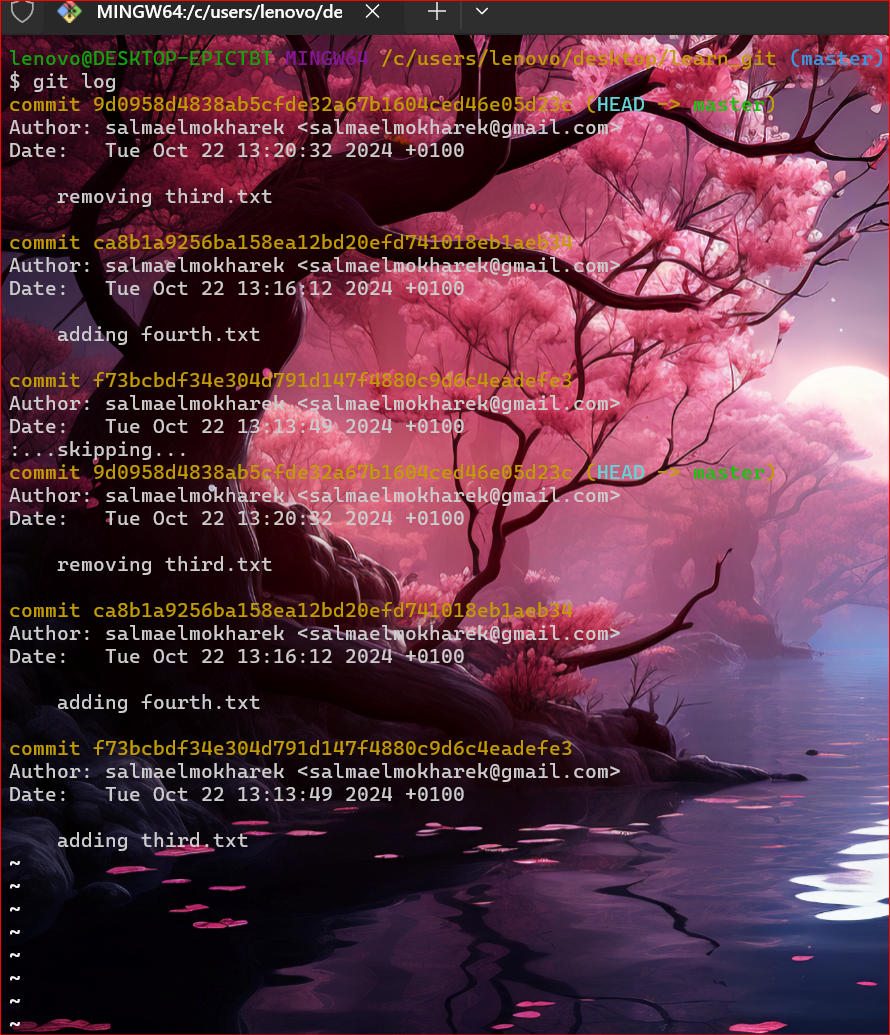 MINGW64:/c/users/lenovo/de
lenovo@DESKTOP-EPICTBT MINGW64 /c/users/lenovo/desktop/learn_git (master)
$ git log
commit 9d0958d4838ab5cfde32a67b1604ced46e05d23c (HEAD -> master)
Author: salmaelmokharek <salmaelmokharek@gmail.com>
Date:   Tue Oct 22 13:20:32 2024 +0100
    removing third.txt
commit ca8b1a9256ba158ea12bd20efd741018eb1aeb34
Author: salmaelmokharek <salmaelmokharek@gmail.com>
Date:   Tue Oct 22 13:16:12 2024 +0100
    adding fourth.txt
commit f73bcbdf34e304d791d147f4880c9d6c4eadefe3
Author: salmaelmokharek <salmaelmokharek@gmail.com>
Date:   Tue Oct 22 13:13:49 2024 +0100
:...skipping...
commit 9d0958d4838ab5cfde32a67b1604ced46e05d23c (HEAD -> master)
Author: salmaelmokharek <salmaelmokharek@gmail.com>
Date:   Tue Oct 22 13:20:32 2024 +0100
    removing third.txt
commit ca8b1a9256ba158ea12bd20efd741018eb1aeb34
Author: salmaelmokharek <salmaelmokharek@gmail.com>
Date:   Tue Oct 22 13:16:12 2024 +0100
    adding fourth.txt
commit f73bcbdf34e304d791d147f4880c9d6c4eadefe3
Author: salmaelmokharek <salmaelmokharek@gmail.com>
Date:   Tue Oct 22 13:13:49 2024 +0100
    adding third.txt
~
~
~
~
~
~
~
~